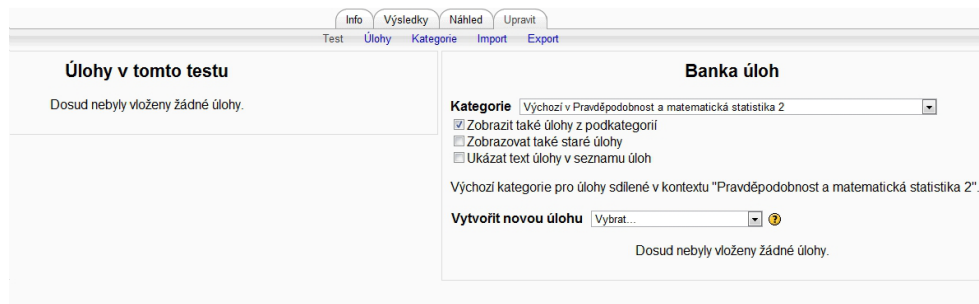 Info Výsledky Náhled Upravit
Test Úlohy Kategorie Import Export
Úlohy v tomto testu
Dosud nebyly vloženy žádné úlohy.
Banka úloh
Kategorie Výchozí v Pravděpodobnost a matematická statistika 2
Zobrazit také úlohy z podkategorií
Zobrazovat také staré úlohy
Ukázat text úlohy v seznamu úloh
Výchozí kategorie pro úlohy sdílené v kontextu "Pravděpodobnost a matematická statistika 2".
Vytvořit novou úlohu Vybrat... ?
Dosud nebyly vloženy žádné úlohy.